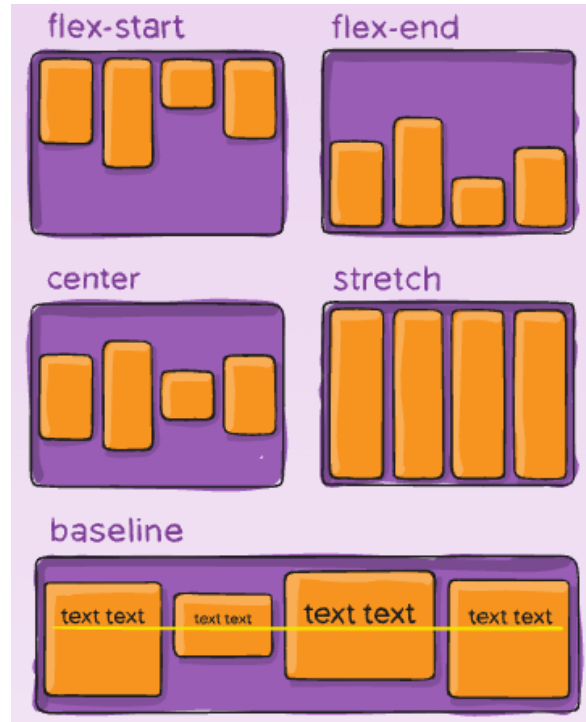 flex-start
flex-end
center
stretch
baseline
text text
text text
text text
text text